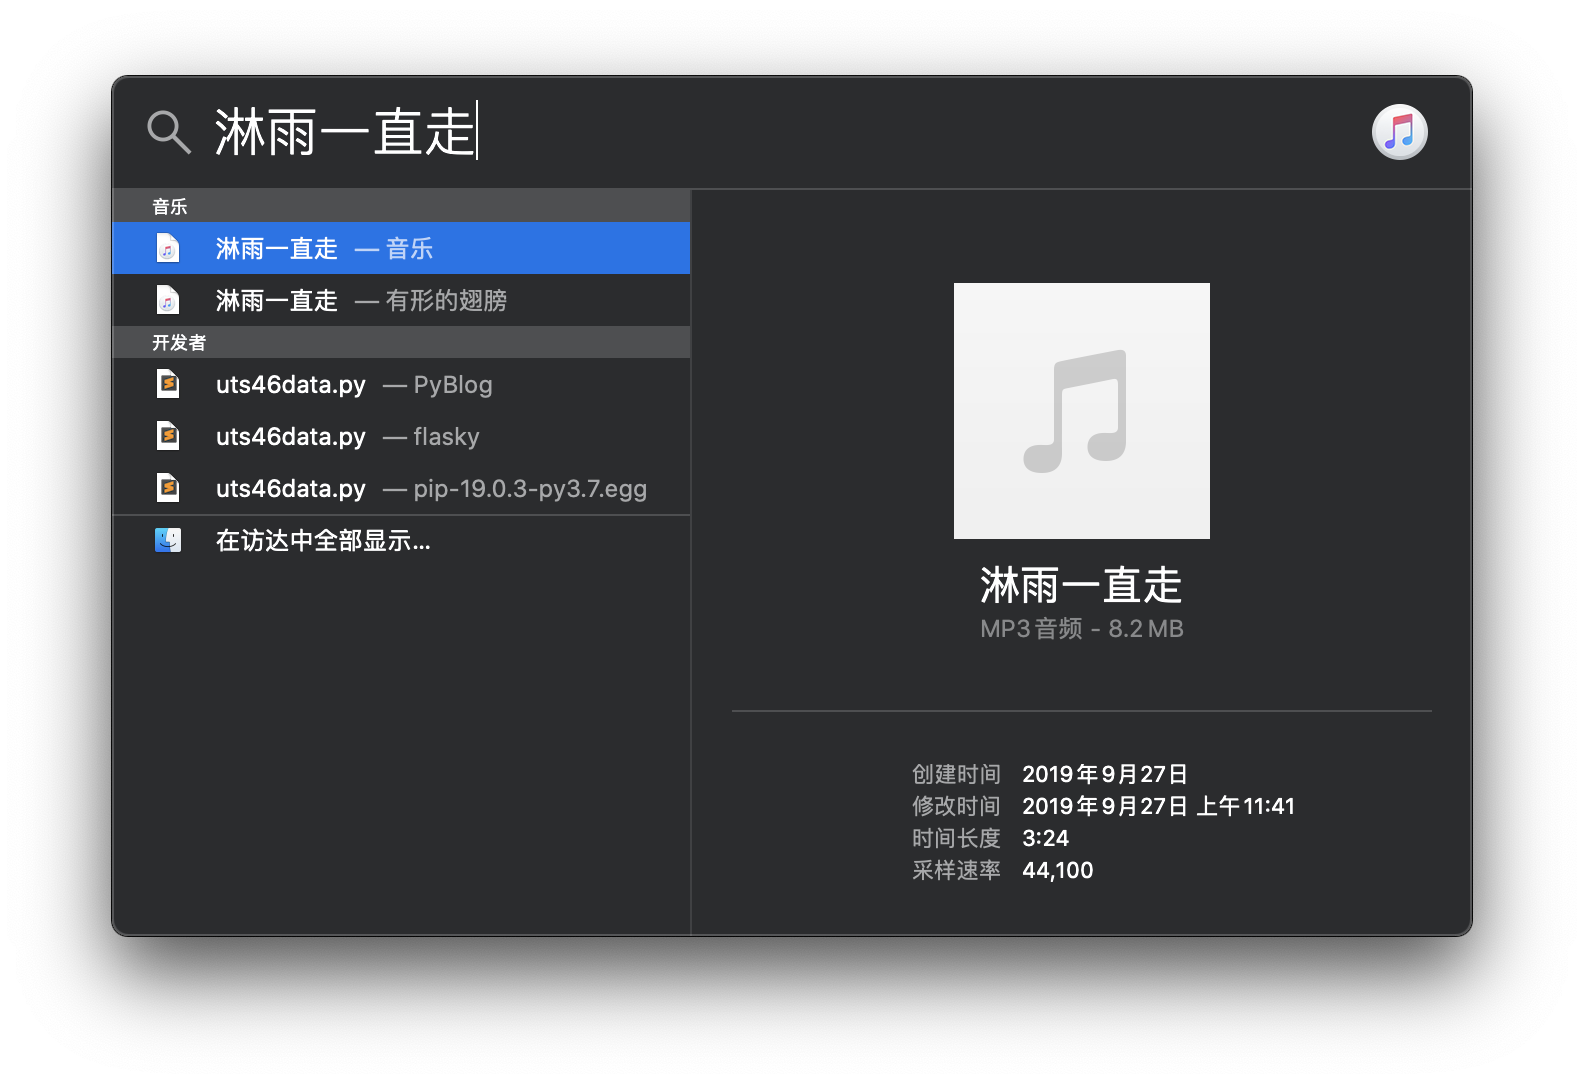 淋雨一直走
音乐
淋雨一直走 — 音乐
淋雨一直走 — 有形的翅膀
开发者
uts46data.py — PyBlog
uts46data.py — flasky
uts46data.py — pip-19.0.3-py3.7.egg
在访达中全部显示...
淋雨一直走
MP3音频 - 8.2 MB
创建时间 2019年9月27日
修改时间 2019年9月27日 上午11:41
时间长度 3:24
采样速率 44,100